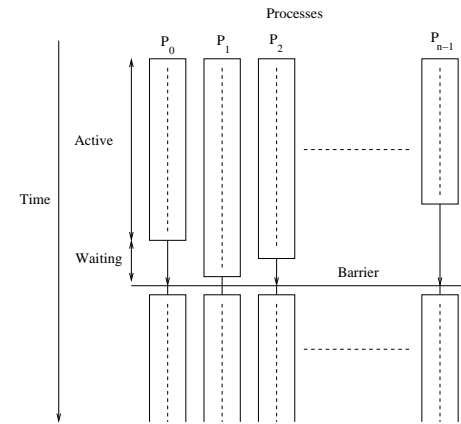 Processes
P0 P1 P2 Pn−1
Active
Time
Waiting
Barrier